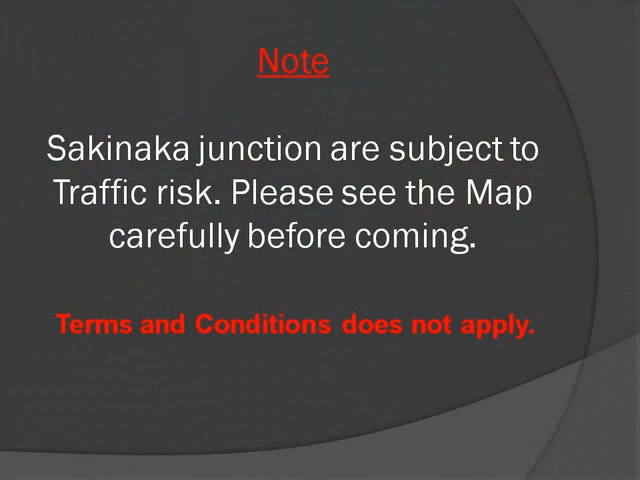 Note
Sakinaka junction are subject to
Traffic risk. Please see the Map
carefully before coming.
Terms and Conditions does not apply.